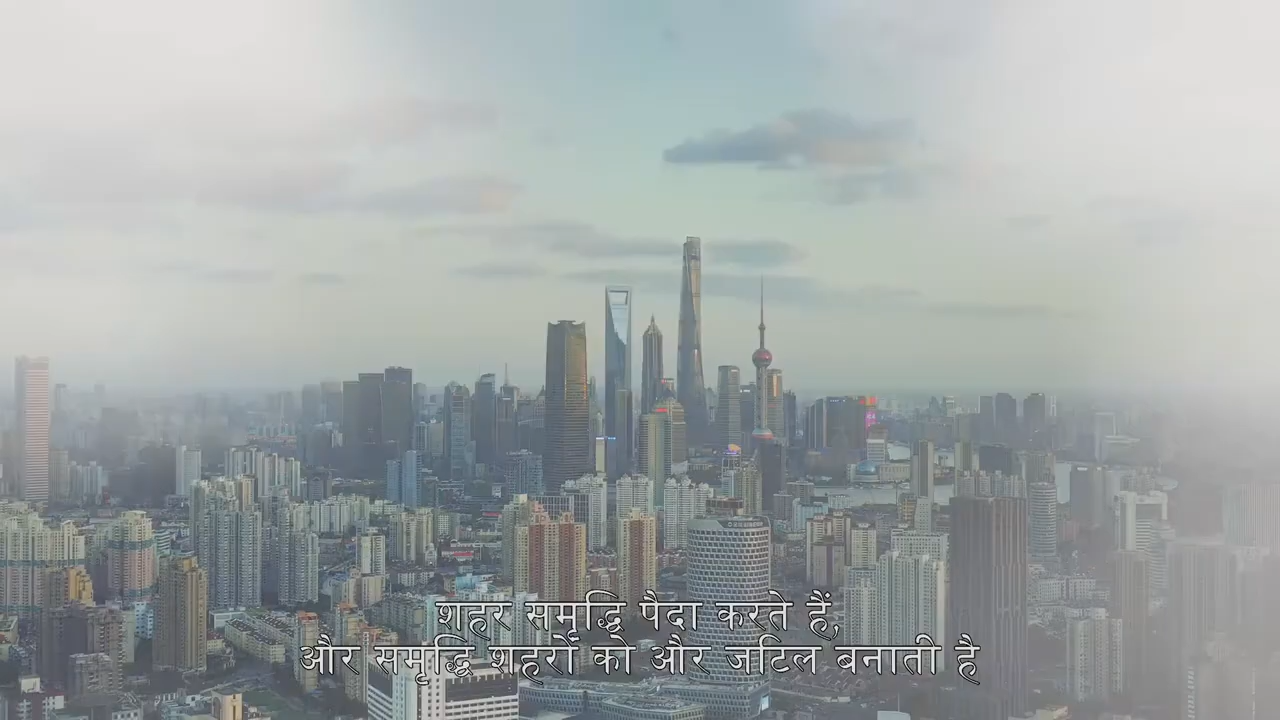 शहर समृद्धि पैदा करते हैं,
और समृद्धि शहरों को और जटिल बनाती है